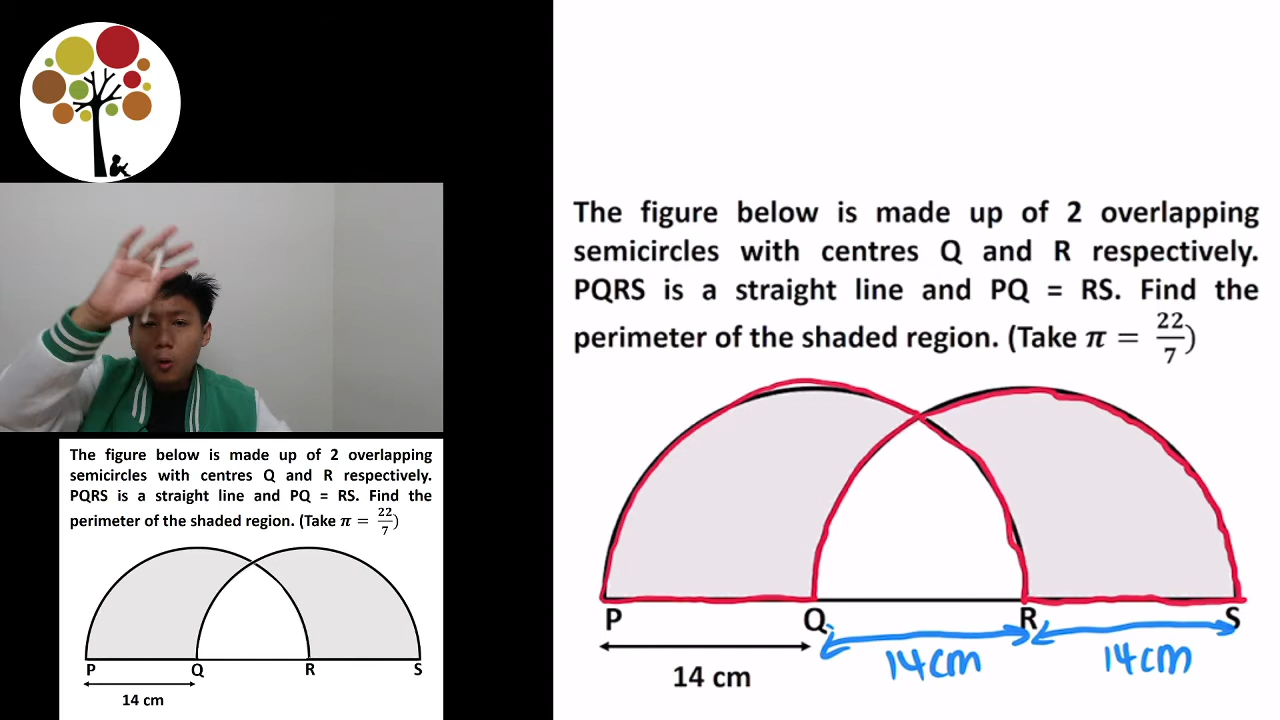 The figure below is made up of 2 overlapping
semicircles with centres Q and R respectively.
PQRS is a straight line and PQ = RS. Find the
perimeter of the shaded region. (Take π = 22/7)
P Q R S
14 cm 14cm 14cm
The figure below is made up of 2 overlapping
semicircles with centres Q and R respectively.
PQRS is a straight line and PQ = RS. Find the
perimeter of the shaded region. (Take π = 22/7)
P Q R S
14 cm